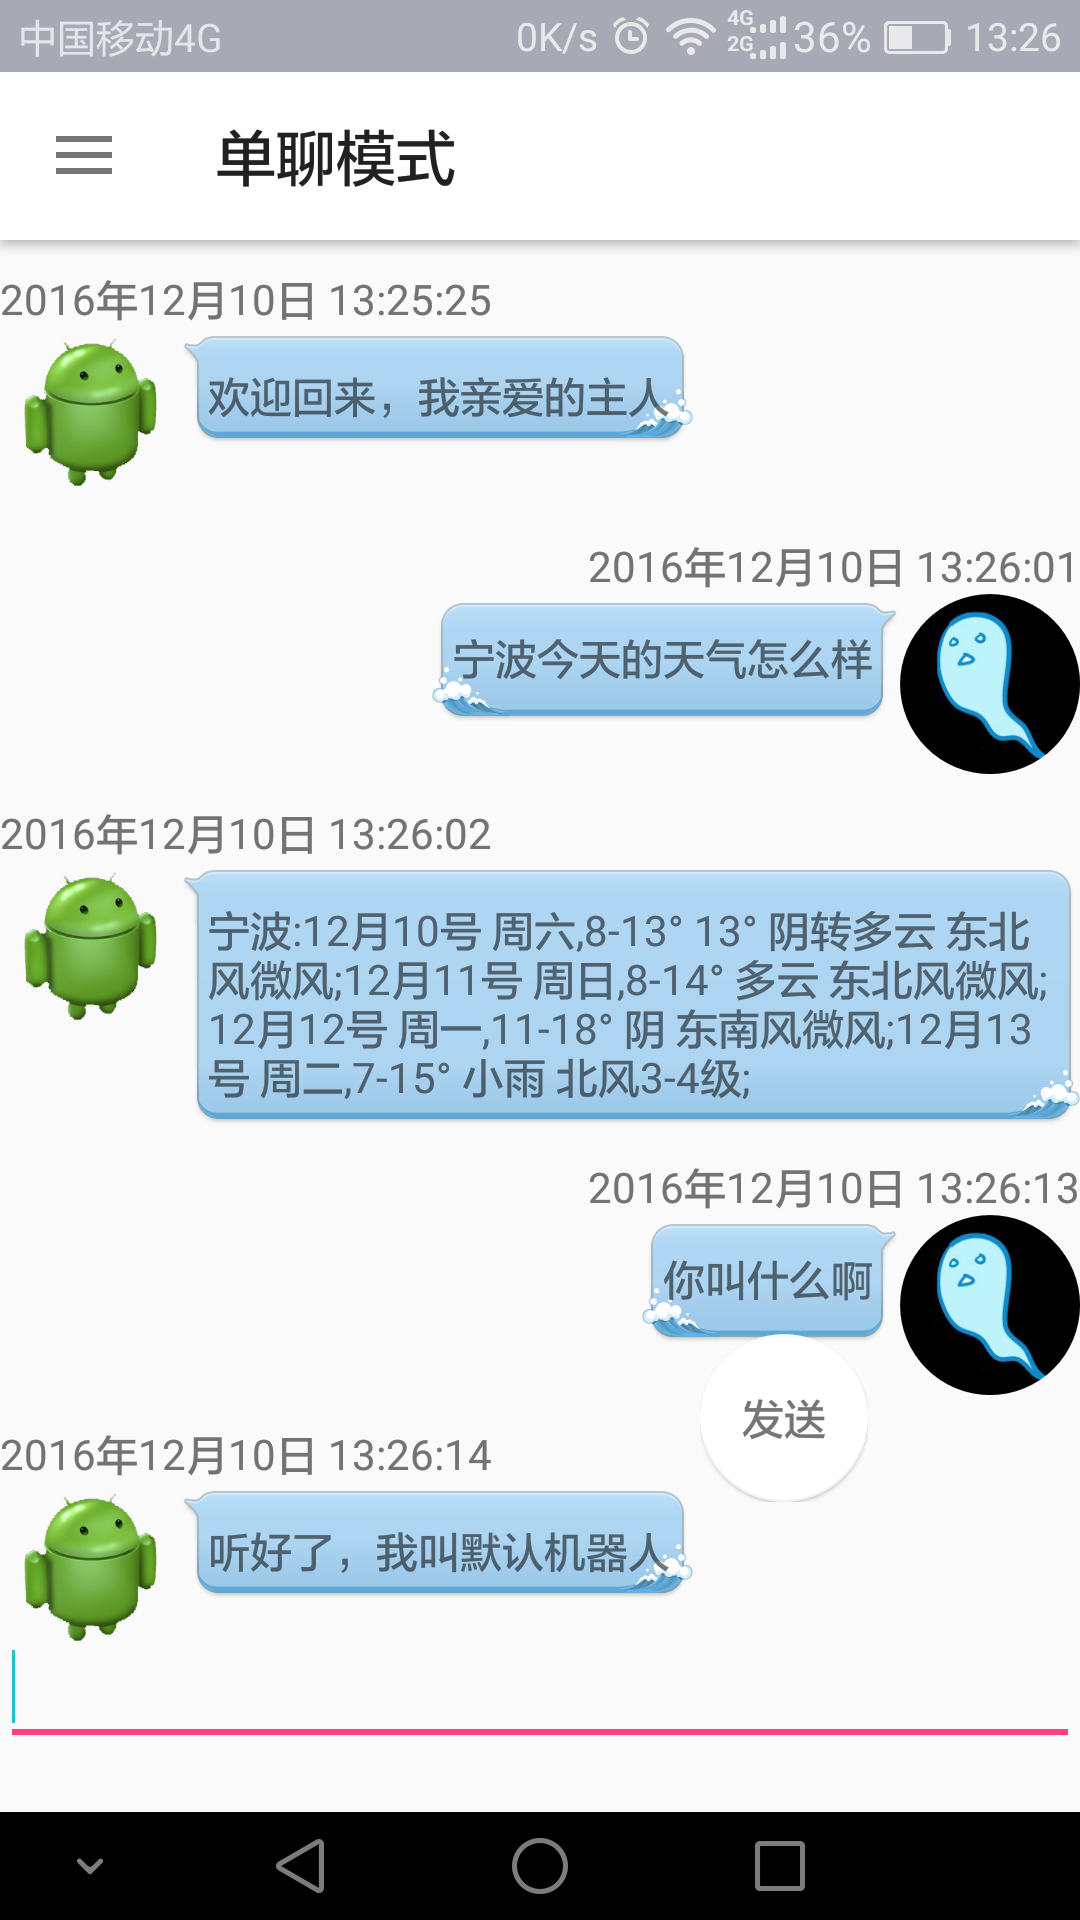 中国移动4G 0K/s 4G 2G 36% 13:26
单聊模式
2016年12月10日 13:25:25
欢迎回来，我亲爱的主人
2016年12月10日 13:26:01
宁波今天的天气怎么样
2016年12月10日 13:26:02
宁波:12月10号 周六,8-13° 13° 阴转多云 东北
风微风;12月11号 周日,8-14° 多云 东北风微风;
12月12号 周一,11-18° 阴 东南风微风;12月13
号 周二,7-15° 小雨 北风3-4级;
2016年12月10日 13:26:13
你叫什么啊
发送
2016年12月10日 13:26:14
听好了，我叫默认机器人